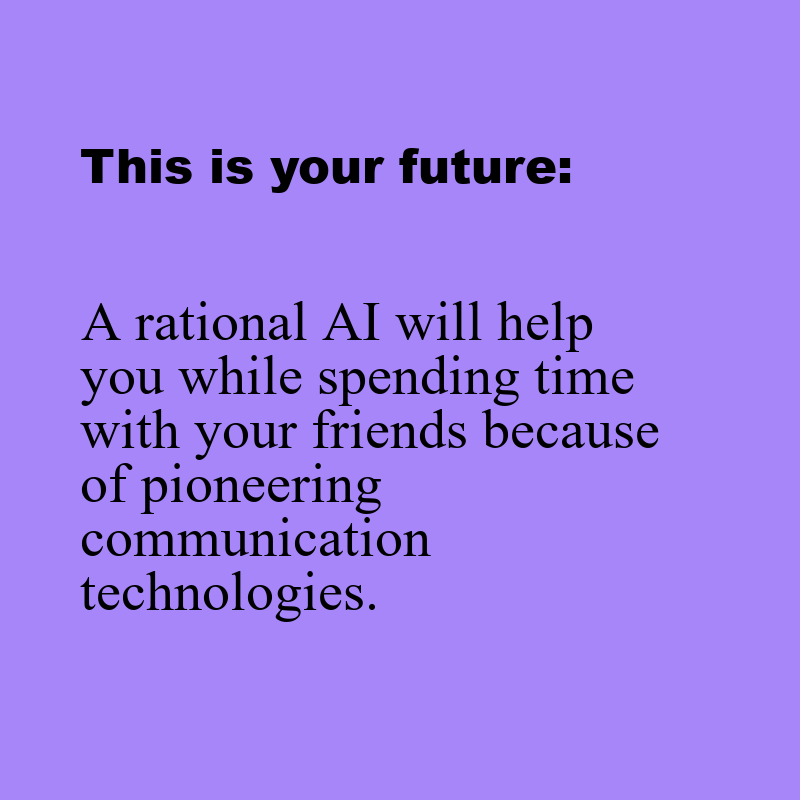 This is your future:
A rational AI will help
you while spending time
with your friends because
of pioneering
communication
technologies.